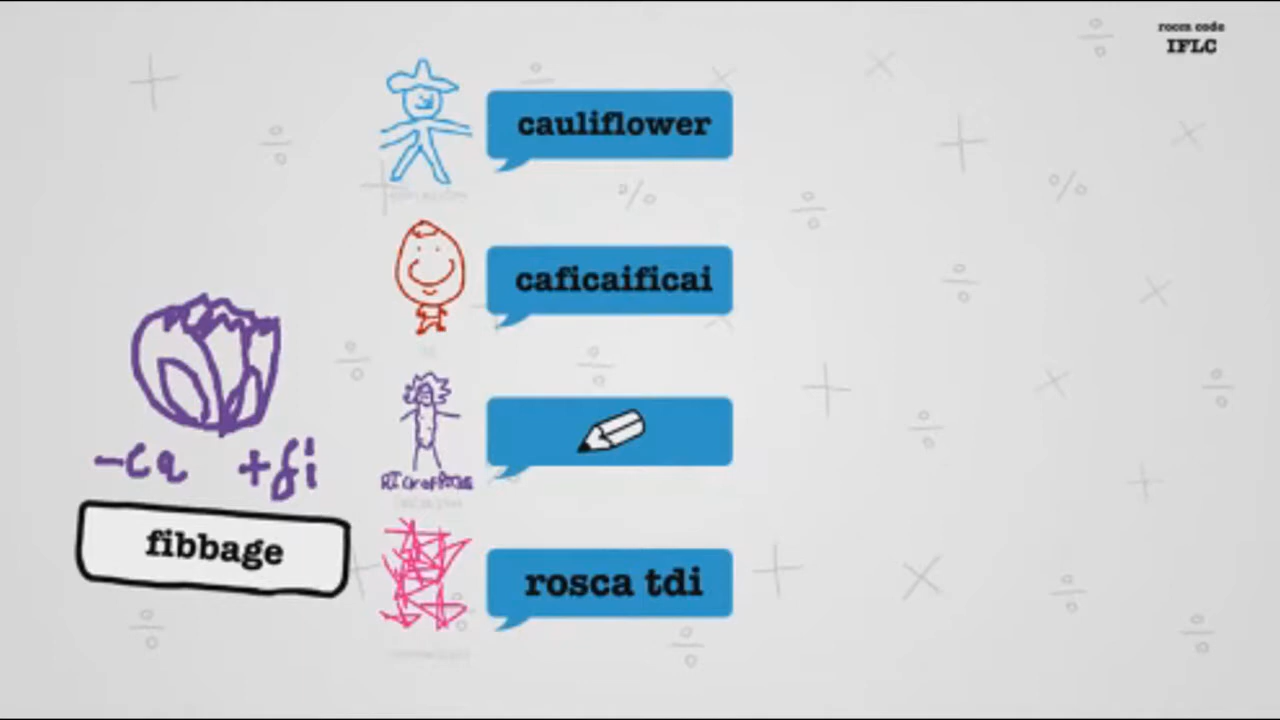 room code
IFLC
cauliflower
caficaificai
-ca +fi
fibbage
rosca tdi